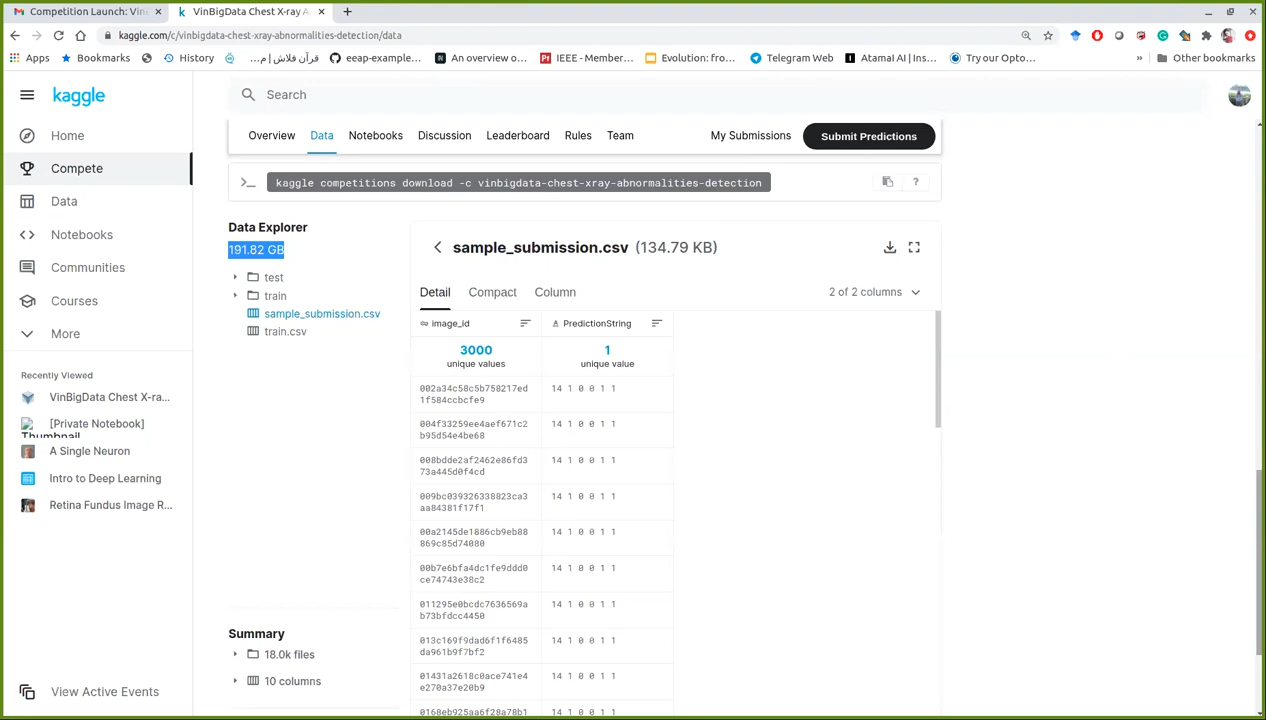 Competition Launch: Vin
VinBigData Chest X-ray A
kaggle.com/c/vinbigdata-chest-xray-abnormalities-detection/data
Apps
Bookmarks
History
قرآن فلاش | م...
eeap-example...
An overview o...
IEEE - Member...
Evolution: fro...
Telegram Web
AtamaI AI | Ins...
Try our Opto...
»
Other bookmarks
kaggle
Search
Home
Compete
Data
Notebooks
Communities
Courses
More
Recently Viewed
VinBigData Chest X-ra...
[Private Notebook]
Thumbnail
A Single Neuron
Intro to Deep Learning
Retina Fundus Image R...
View Active Events
Overview Data Notebooks Discussion Leaderboard Rules Team My Submissions Submit Predictions
>_ kaggle competitions download -c vinbigdata-chest-xray-abnormalities-detection ?
Data Explorer
191.82 GB
test
train
sample_submission.csv
train.csv
Summary
18.0k files
10 columns
sample_submission.csv (134.79 KB)
Detail Compact Column 2 of 2 columns
image_id PredictionString
3000 1
unique values unique value
002a34c58c5b758217ed 14 1 0 0 1 1
1f584ccbcfe9
004f33259ee4aef671c2 14 1 0 0 1 1
b95d54e4be68
008bdde2af2462e86fd3 14 1 0 0 1 1
73a445d0f4cd
009bc039326338823ca3 14 1 0 0 1 1
aa84381f17f1
00a2145de1886cb9eb88 14 1 0 0 1 1
869c85d74080
00b7e6bfa4dc1fe9ddd0 14 1 0 0 1 1
ce74743e38c2
011295e0bcdc7636569a 14 1 0 0 1 1
b73bfdcc4450
013c169f9dad6f1f6485 14 1 0 0 1 1
da961b9f7bf2
01431a2618c0ace741e4 14 1 0 0 1 1
e270a37e20b9
0168eb925aa6f28a78b1 14 1 0 0 1 1